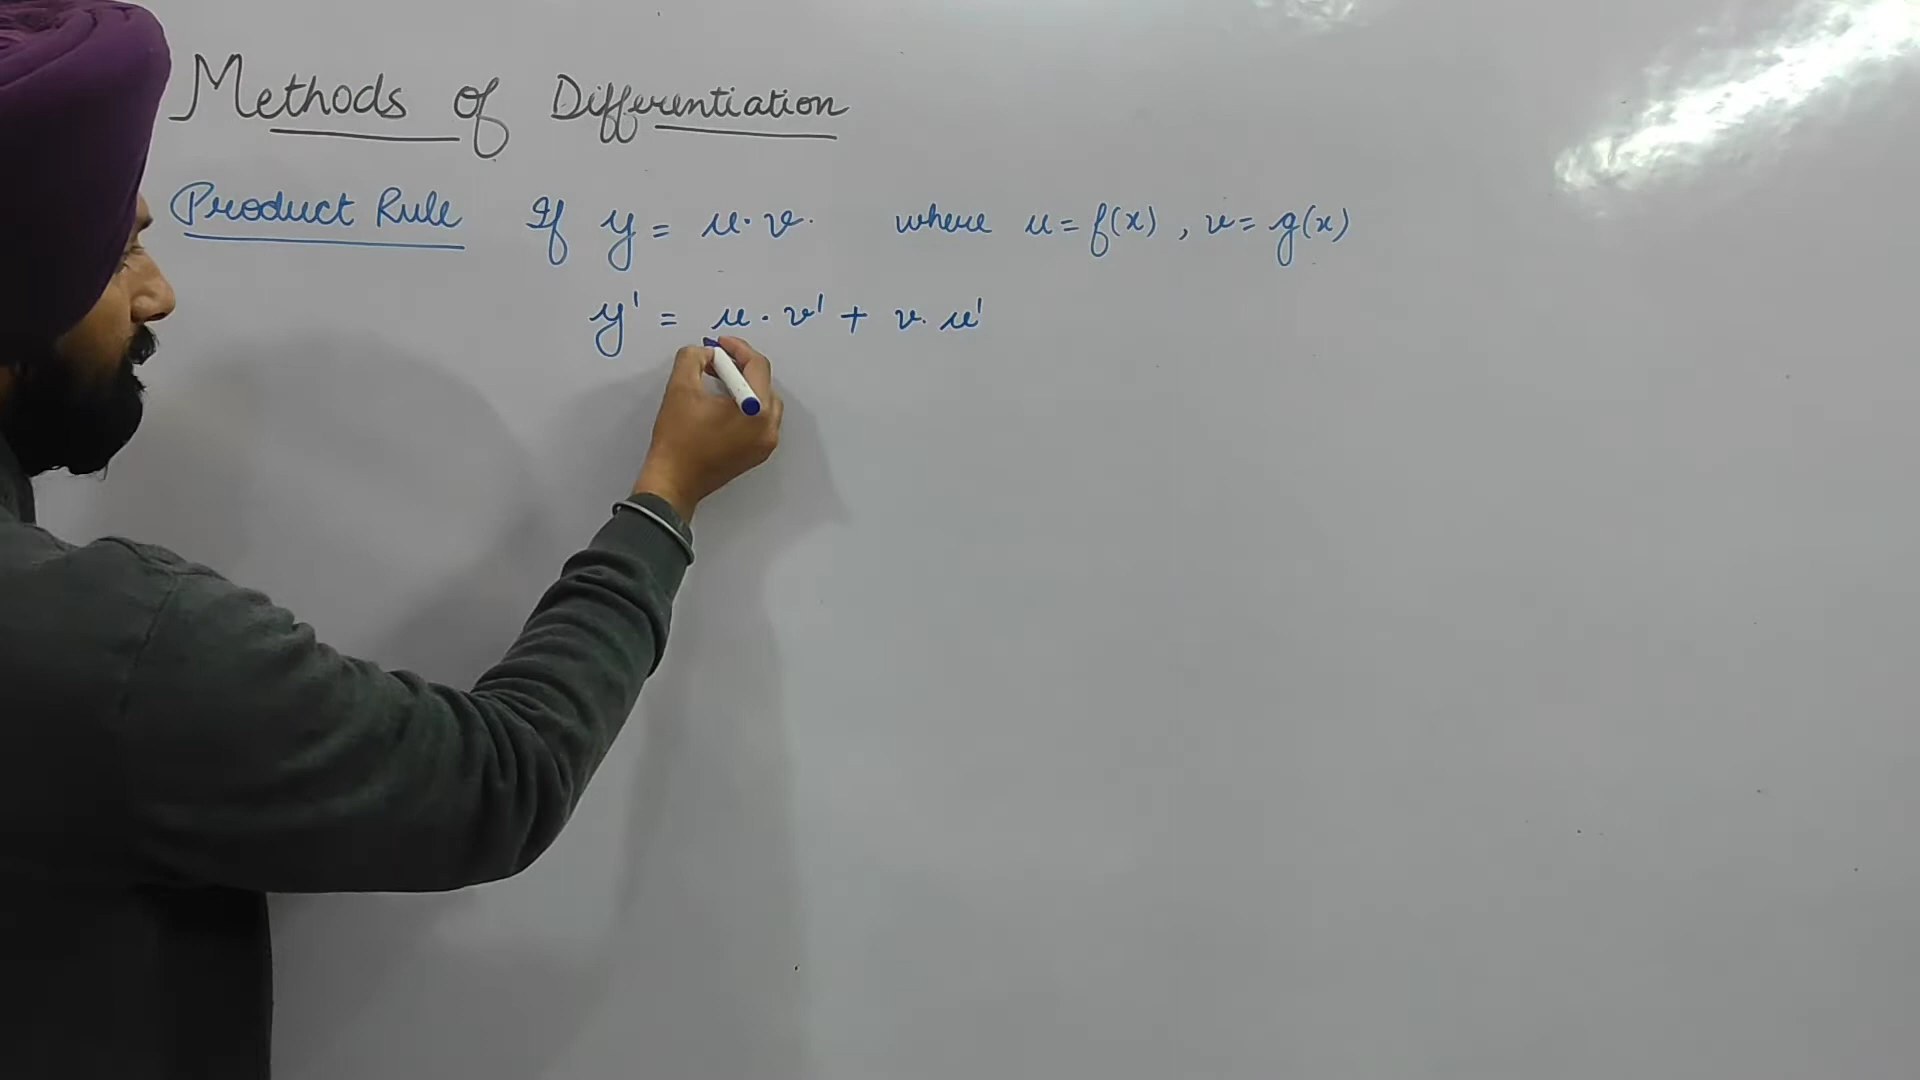 Methods of Differentiation
Product Rule If y = u · v. where u = f(x) , v = g(x)
y' = u · v' + v · u'